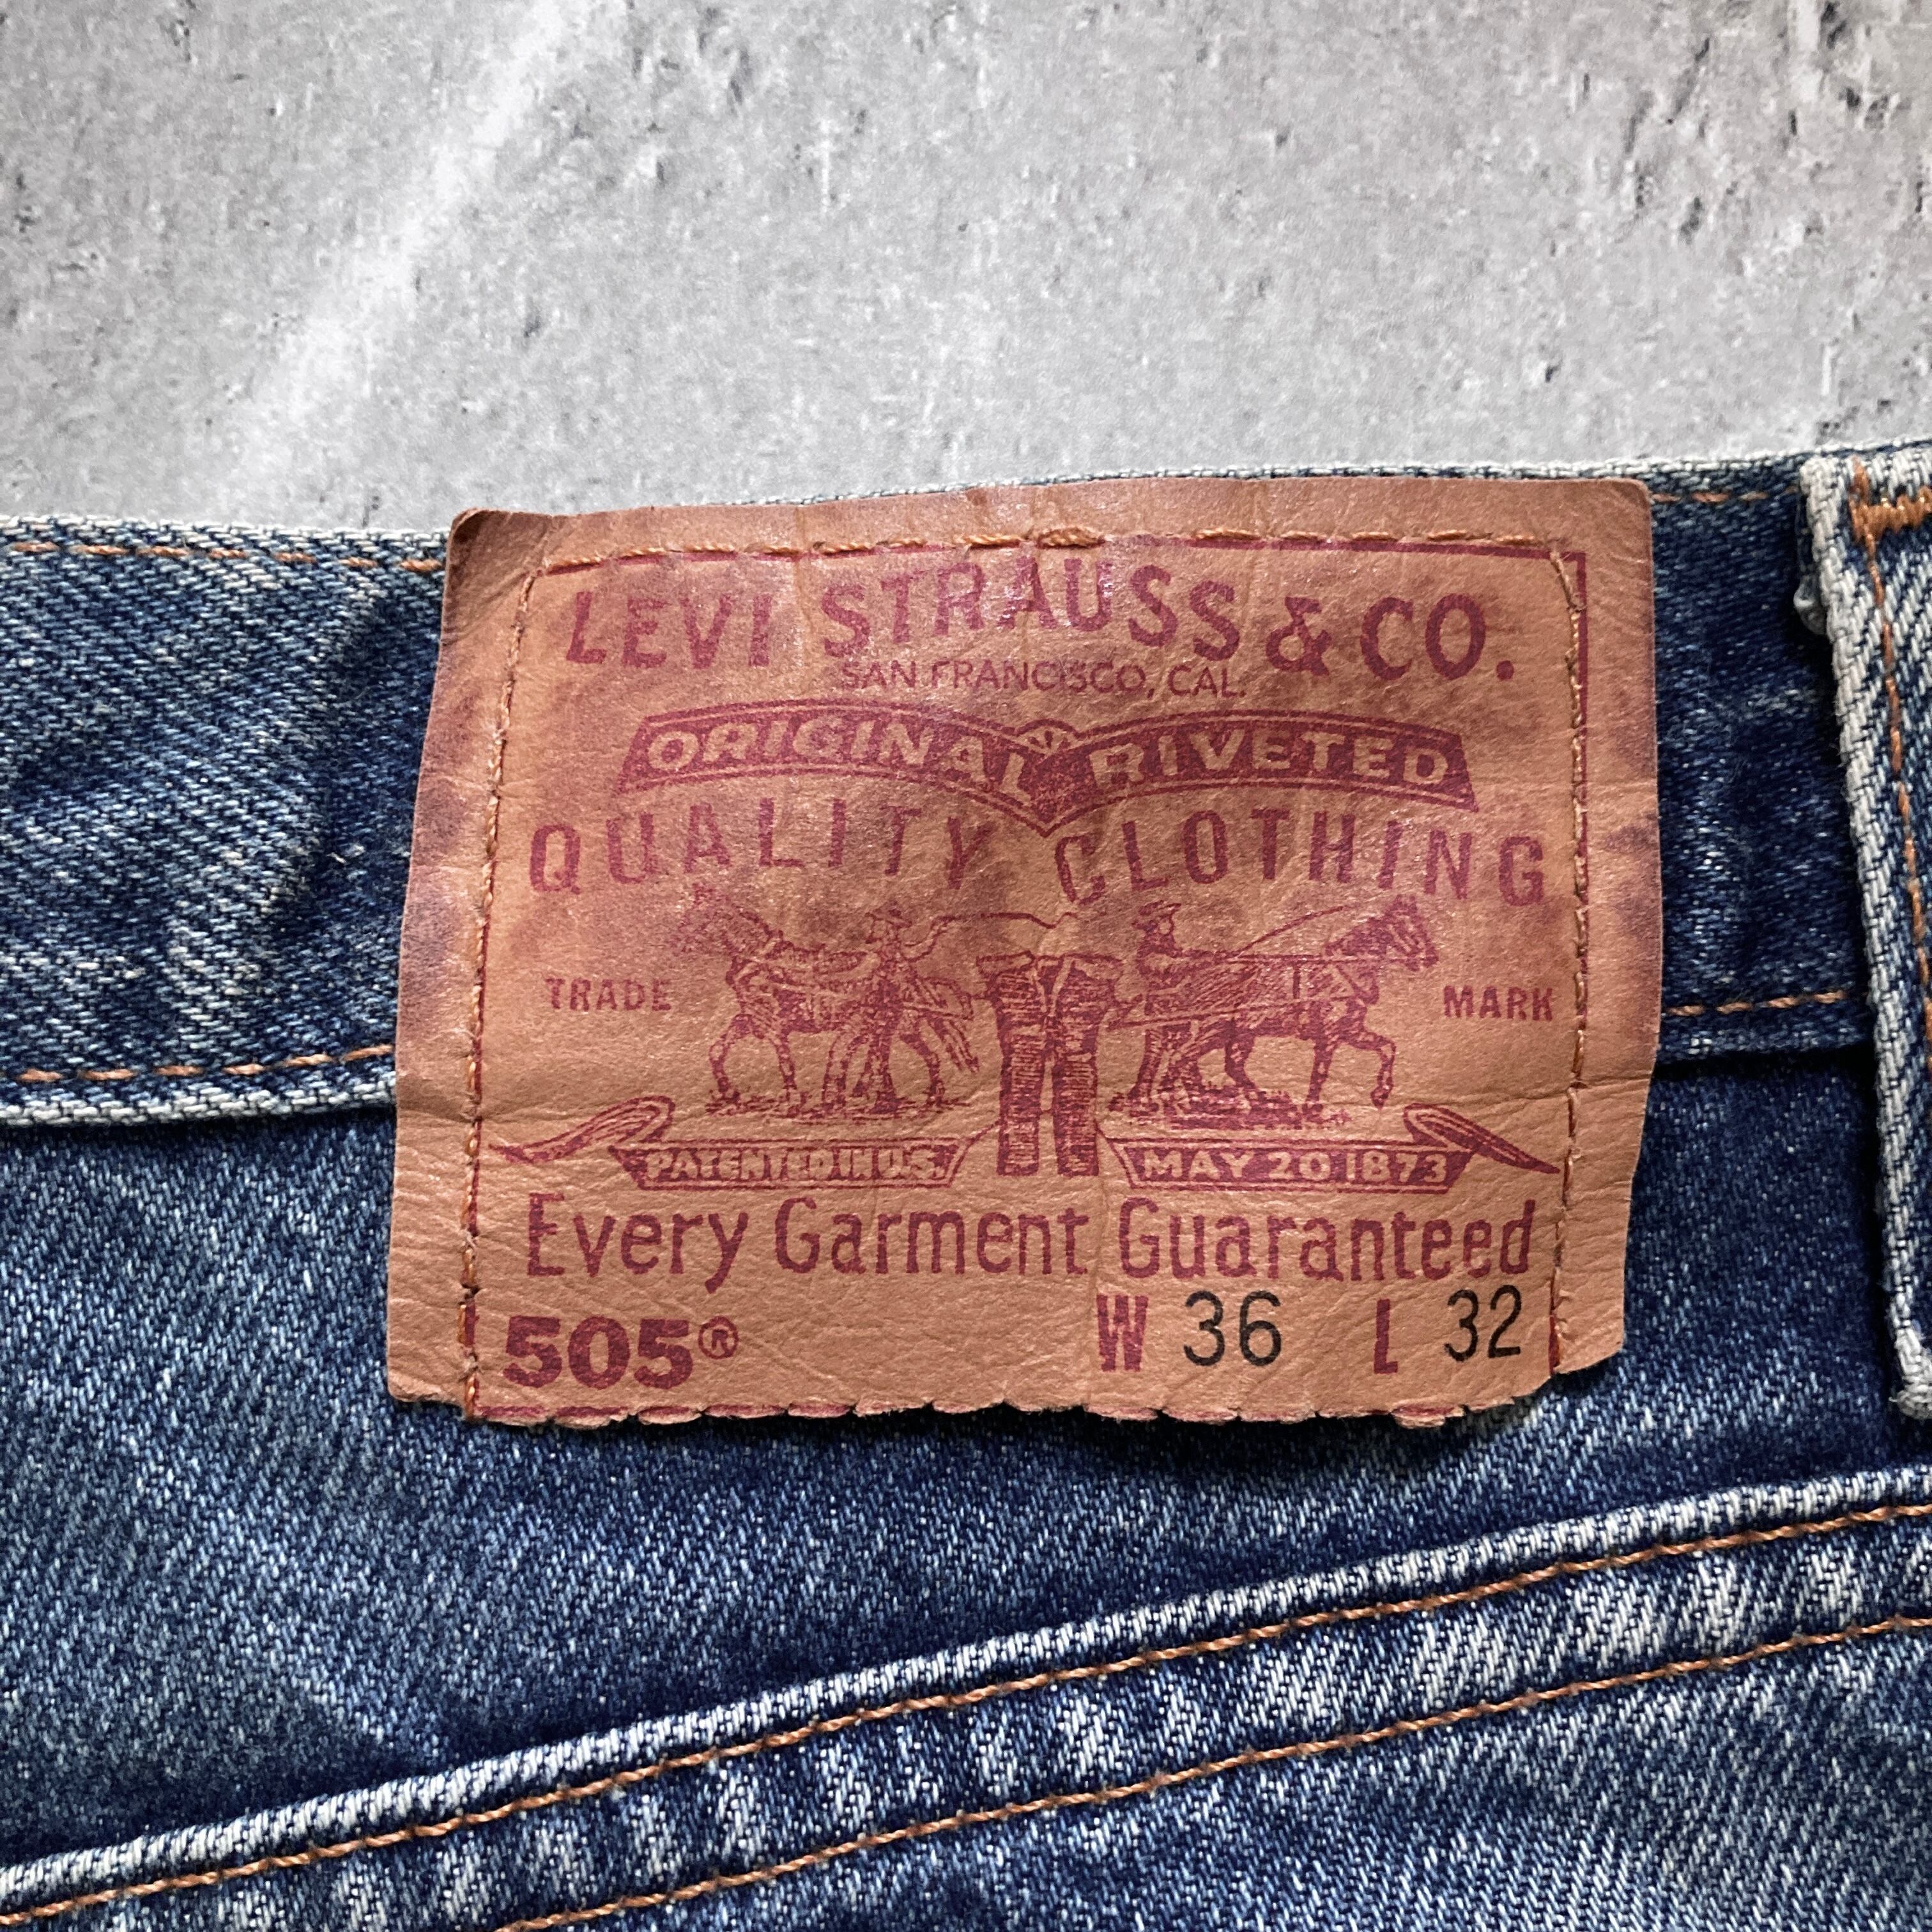 LEVI STRAUSS & CO.
SAN FRANCISCO, CAL.
ORIGINAL RIVETED
QUALITY CLOTHING
TRADE MARK
PATENTED IN U.S. MAY 20 1873
Every Garment Guaranteed
505® W 36 L 32